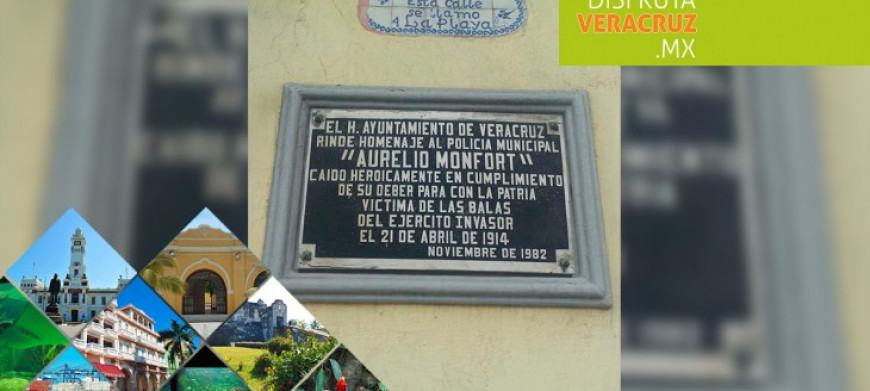 DISFRUTA
VERACRUZ
.MX
Esta calle
se llamó
A La Playa
EL H. AYUNTAMIENTO DE VERACRUZ
RINDE HOMENAJE AL POLICIA MUNICIPAL
"AURELIO MONFORT"
CAIDO HEROICAMENTE EN CUMPLIMIENTO
DE SU DEBER PARA CON LA PATRIA
VICTIMA DE LAS BALAS
DEL EJERCITO INVASOR
EL 21 DE ABRIL DE 1914
NOVIEMBRE DE 1982